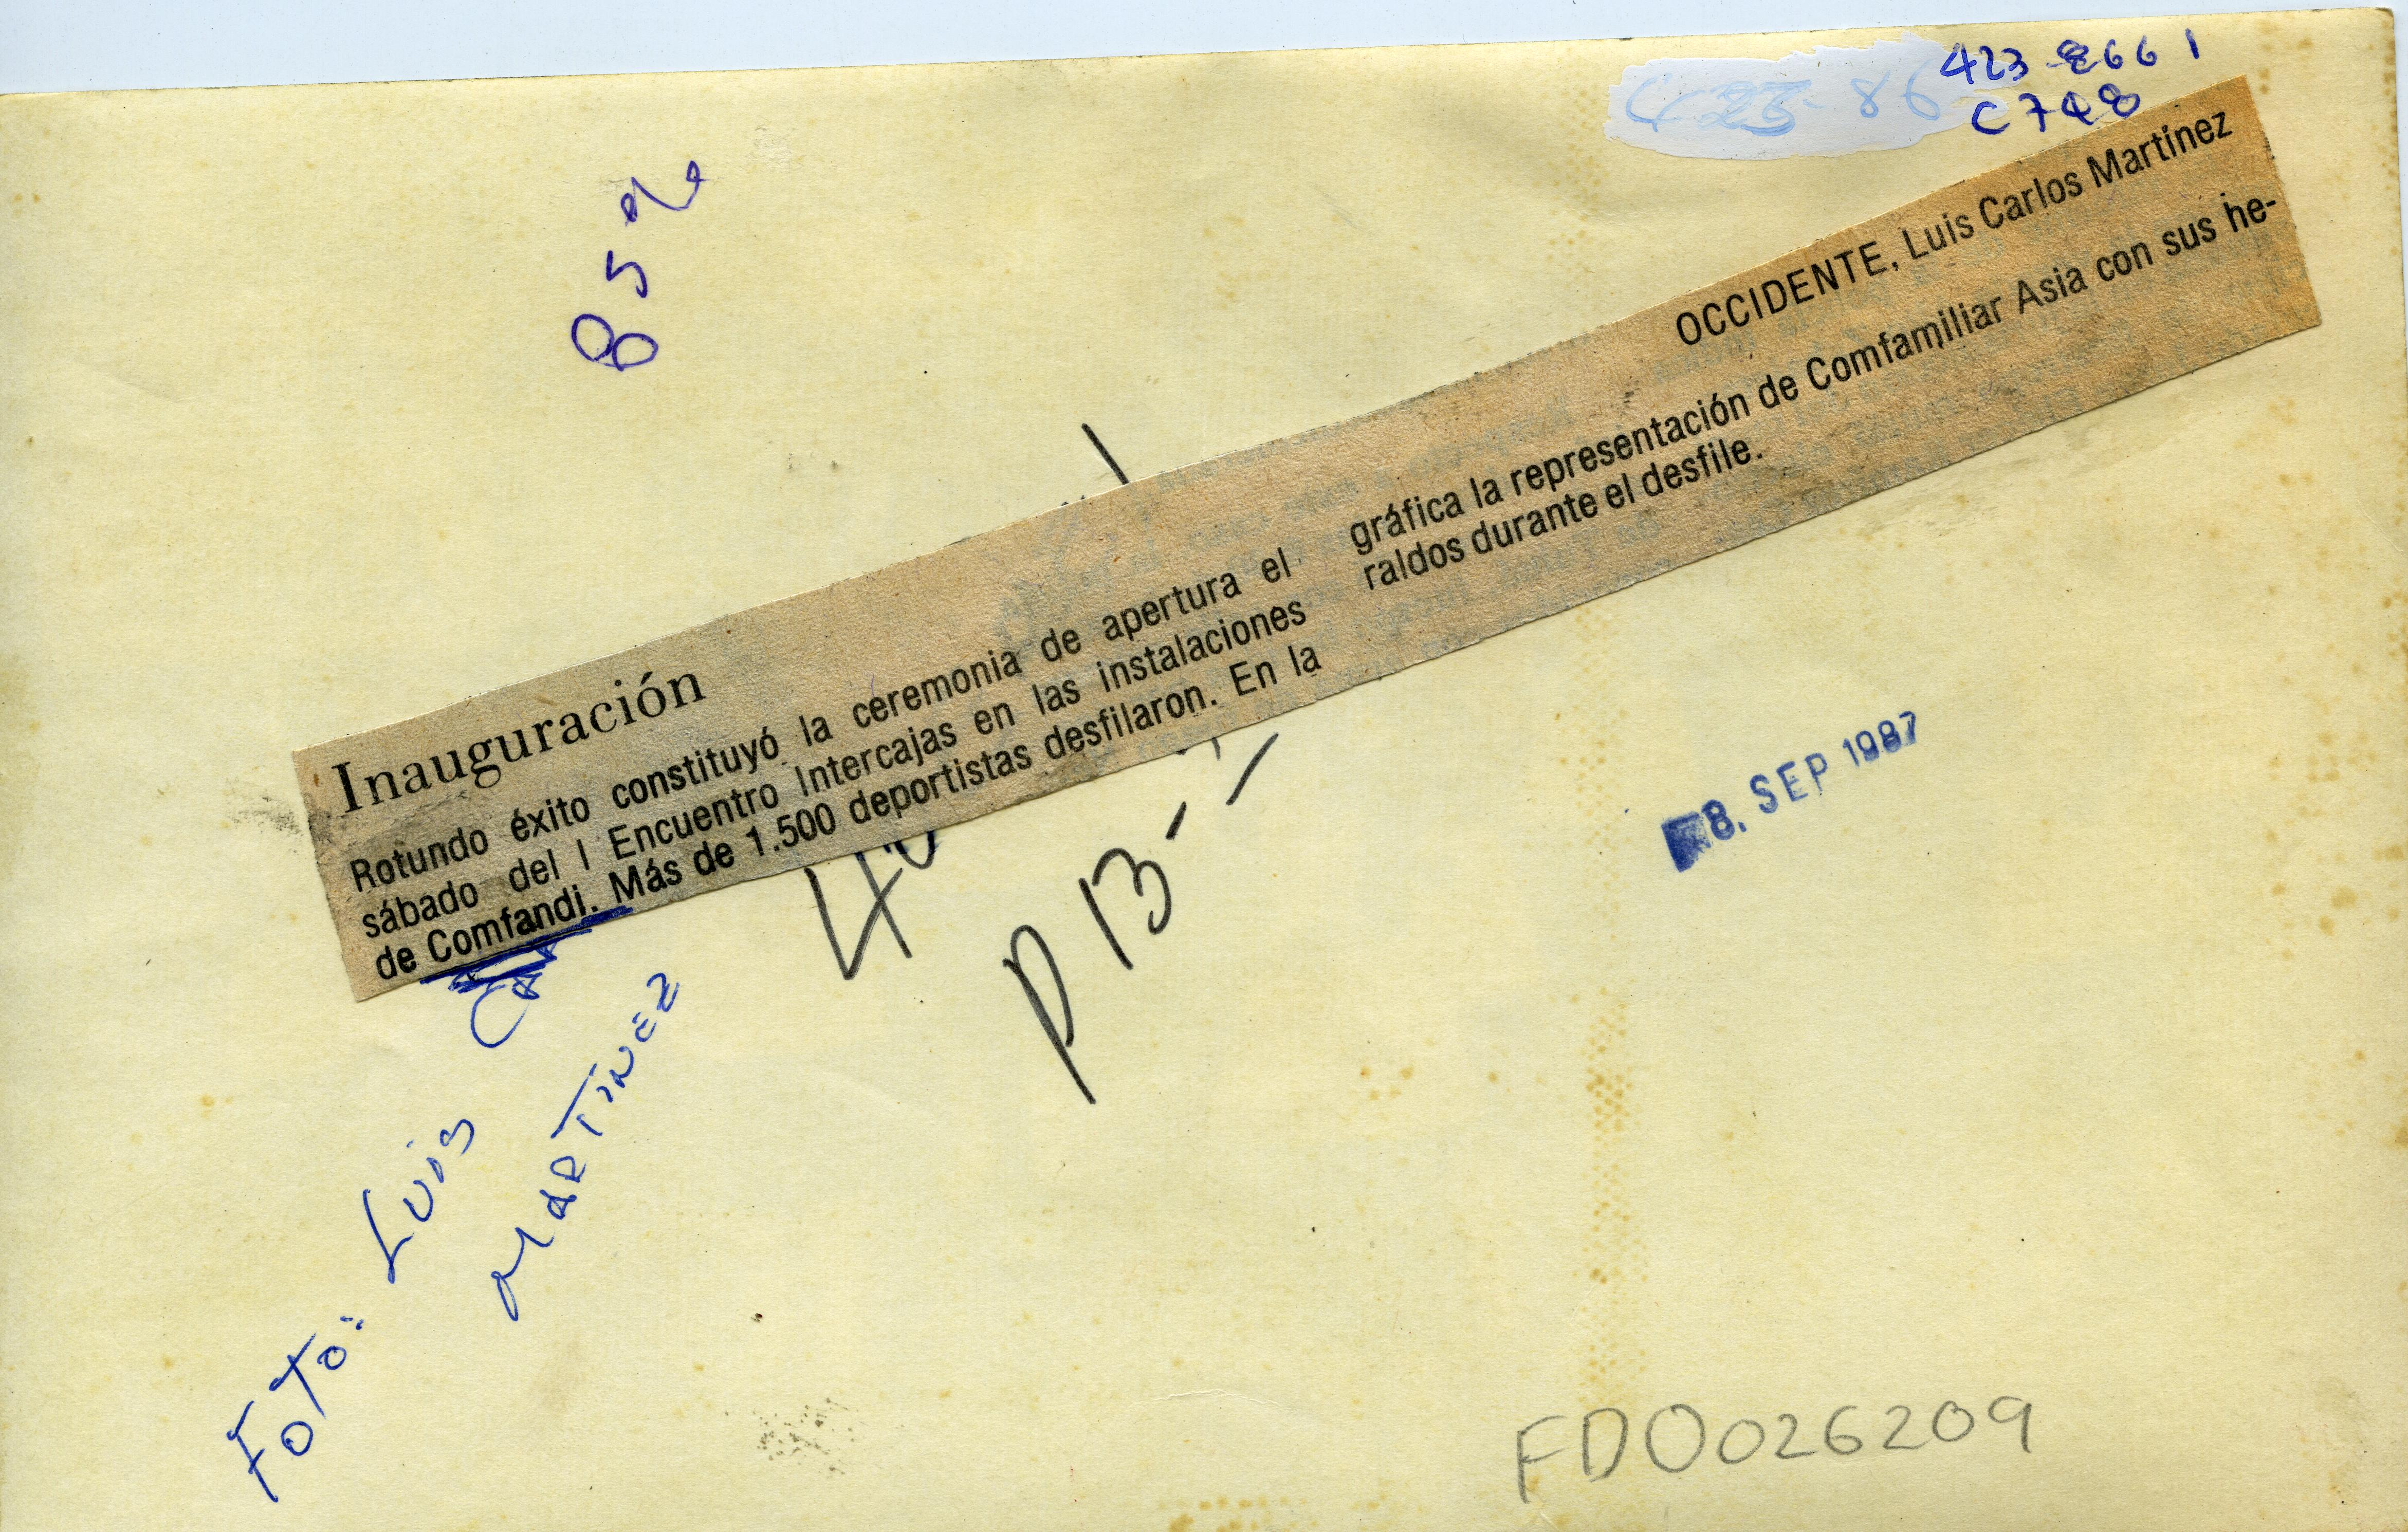 423 8661
C748
85%
OCCIDENTE, Luis Carlos Martínez
Inauguración
Rotundo éxito constituyó la ceremonia de apertura el
sábado del I Encuentro Intercajas en las instalaciones
de Comfandi. Más de 1.500 deportistas desfilaron. En la
gráfica la representación de Comfamiliar Asia con sus he-
raldos durante el desfile.
8. SEP 1987
P 13-
Foto: Luis
MARTINEZ
FDO026209